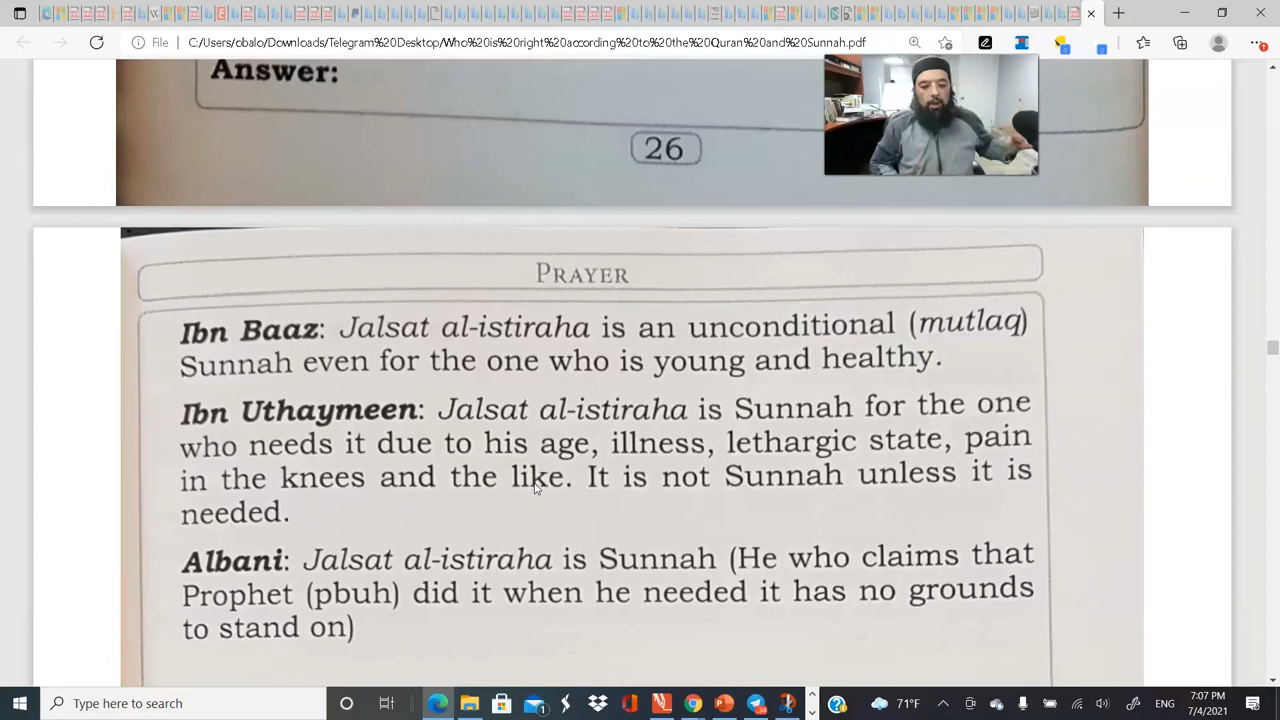 File
C:/Users/obalo/Downloads/Telegram%20Desktop/Who%20is%20right%20according%20to%20the%20Quran%20and%20Sunnah.pdf
Answer:
26
PRAYER
Ibn Baaz: Jalsat al-istiraha is an unconditional (mutlaq)
Sunnah even for the one who is young and healthy.
Ibn Uthaymeen: Jalsat al-istiraha is Sunnah for the one
who needs it due to his age, illness, lethargic state, pain
in the knees and the like. It is not Sunnah unless it is
needed.
Albani: Jalsat al-istiraha is Sunnah (He who claims that
Prophet (pbuh) did it when he needed it has no grounds
to stand on)
Type here to search
71°F
ENG
7:07 PM
7/4/2021